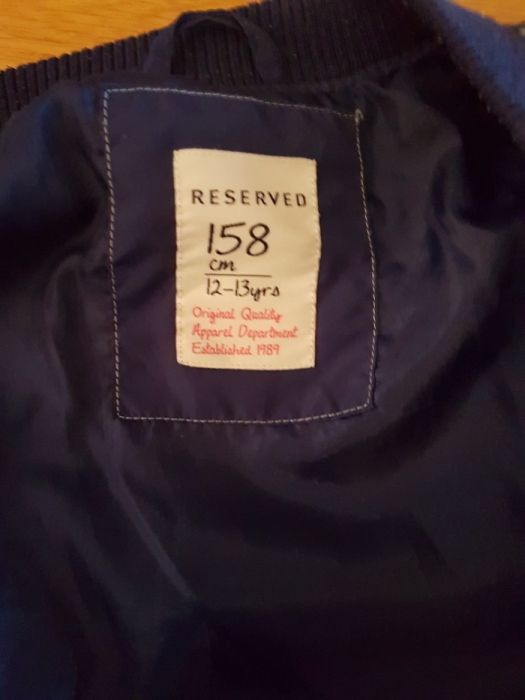 RESERVED
158
cm
12-13yrs
Original Quality
Apparel Department
Established 1989